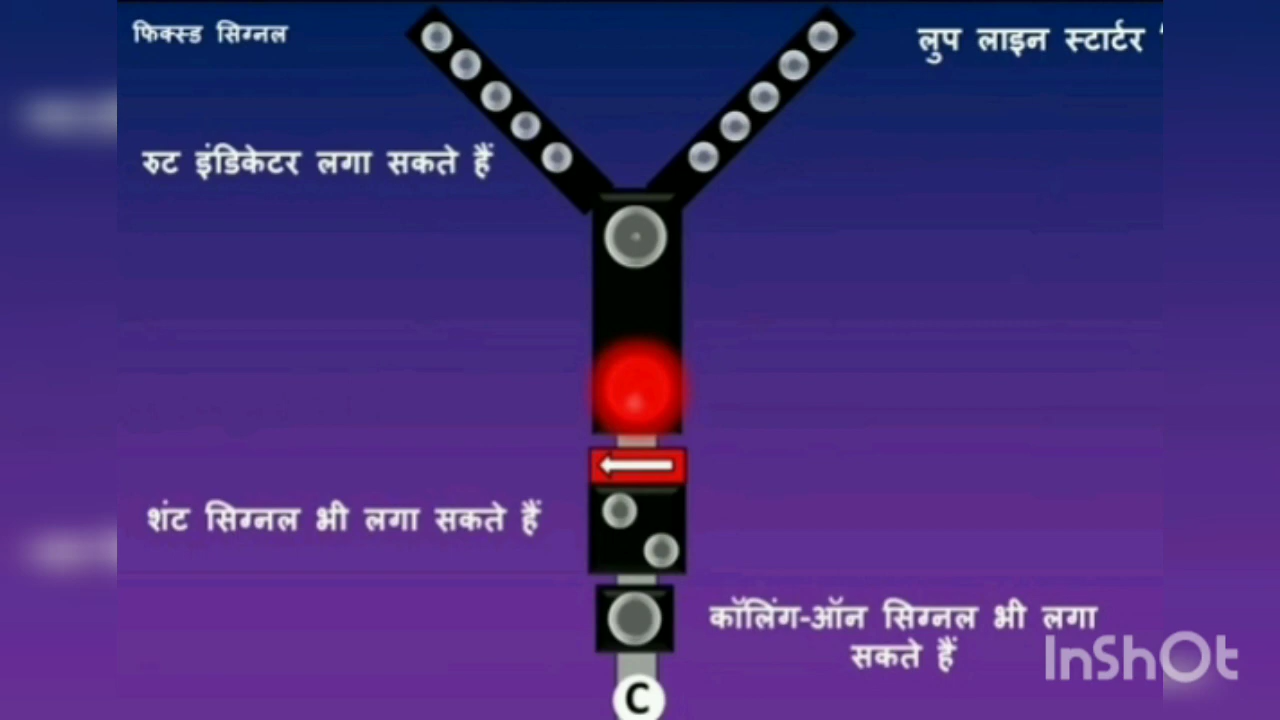 फिक्स्ड सिग्नल
लुप लाइन स्टार्टर
रुट इंडिकेटर लगा सकते हैं
शंट सिग्नल भी लगा सकते हैं
कॉलिंग-ऑन सिग्नल भी लगा
सकते हैं
InShOt
C